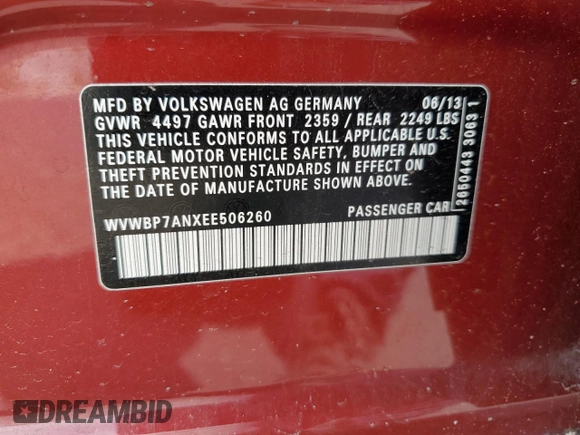 MFD BY VOLKSWAGEN AG GERMANY 06/13
GVWR 4497 GAWR FRONT 2359 / REAR 2249 LBS
THIS VEHICLE CONFORMS TO ALL APPLICABLE U.S.
FEDERAL MOTOR VEHICLE SAFETY, BUMPER AND
THEFT PREVENTION STANDARDS IN EFFECT ON
THE DATE OF MANUFACTURE SHOWN ABOVE.
WVWBP7ANXEE506260 PASSENGER CAR
2650443 3063 1
DREAMBID